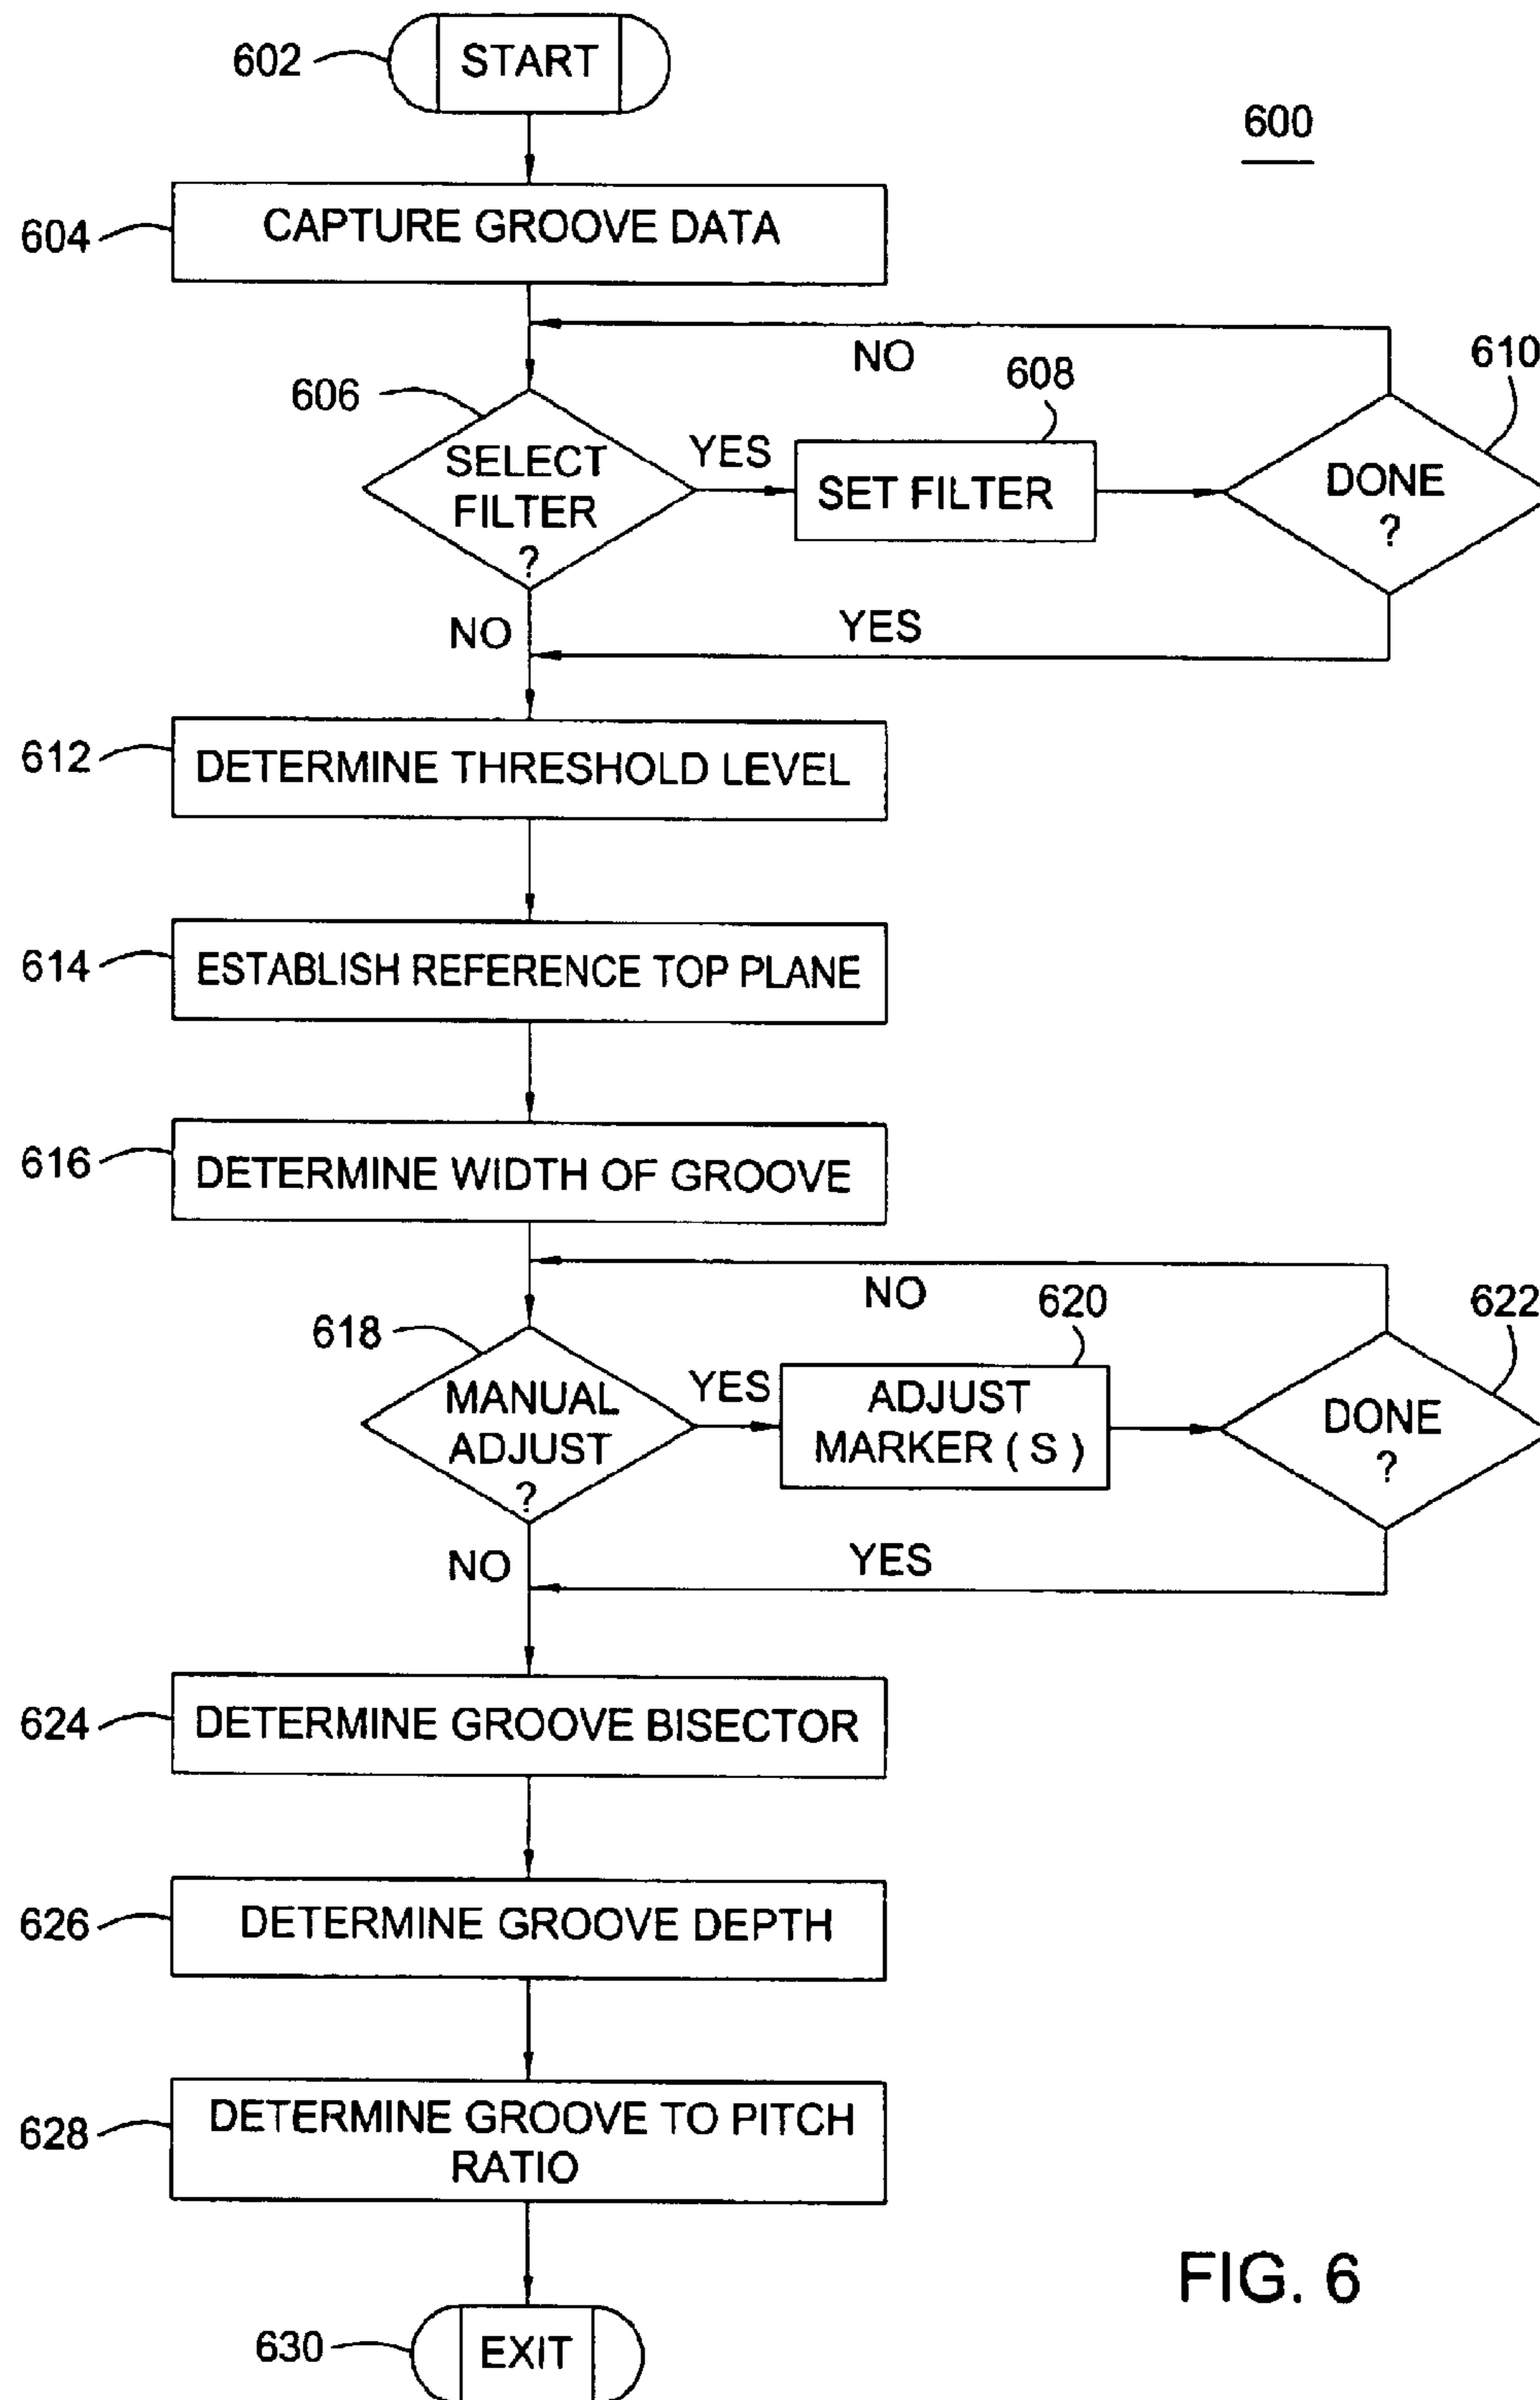 602
START
600
604
CAPTURE GROOVE DATA
NO
610
608
606
SELECT
FILTER
?
YES
SET FILTER
DONE
?
NO
YES
612
DETERMINE THRESHOLD LEVEL
614
ESTABLISH REFERENCE TOP PLANE
616
DETERMINE WIDTH OF GROOVE
NO
620
622
618
MANUAL
ADJUST
?
YES
ADJUST
MARKER ( S )
DONE
?
NO
YES
624
DETERMINE GROOVE BISECTOR
626
DETERMINE GROOVE DEPTH
628
DETERMINE GROOVE TO PITCH
RATIO
FIG. 6
630
EXIT